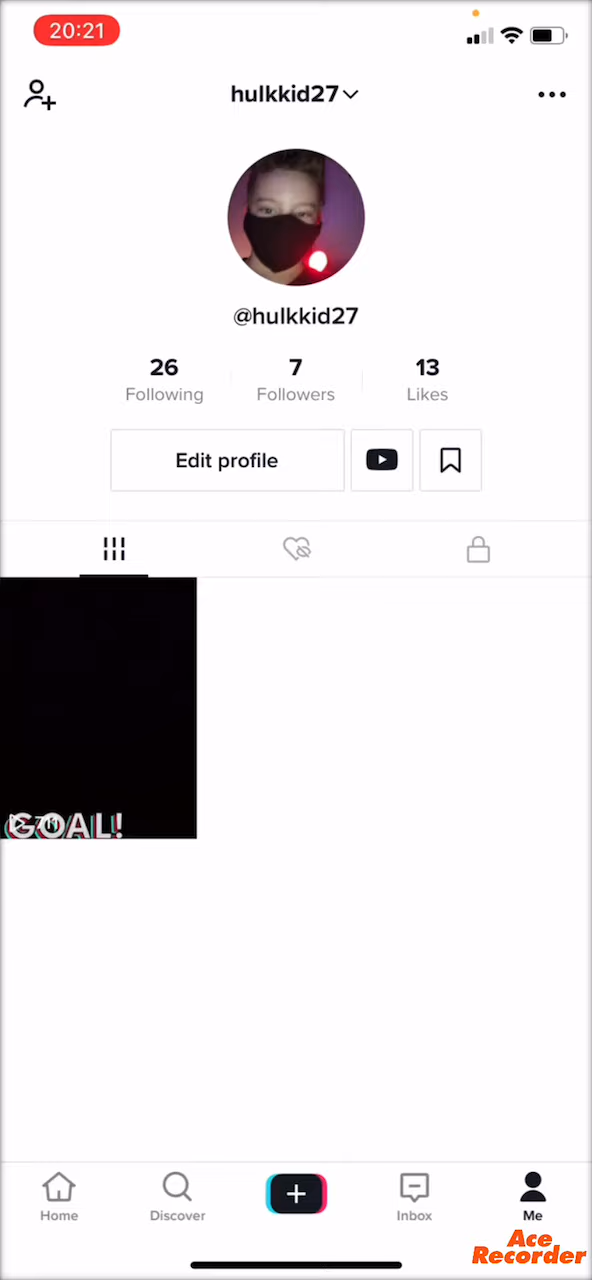 20:21
hulkkid27
@hulkkid27
26 7 13
Following Followers Likes
Edit profile
GOAL!
Home Discover Inbox Me
Ace
Recorder